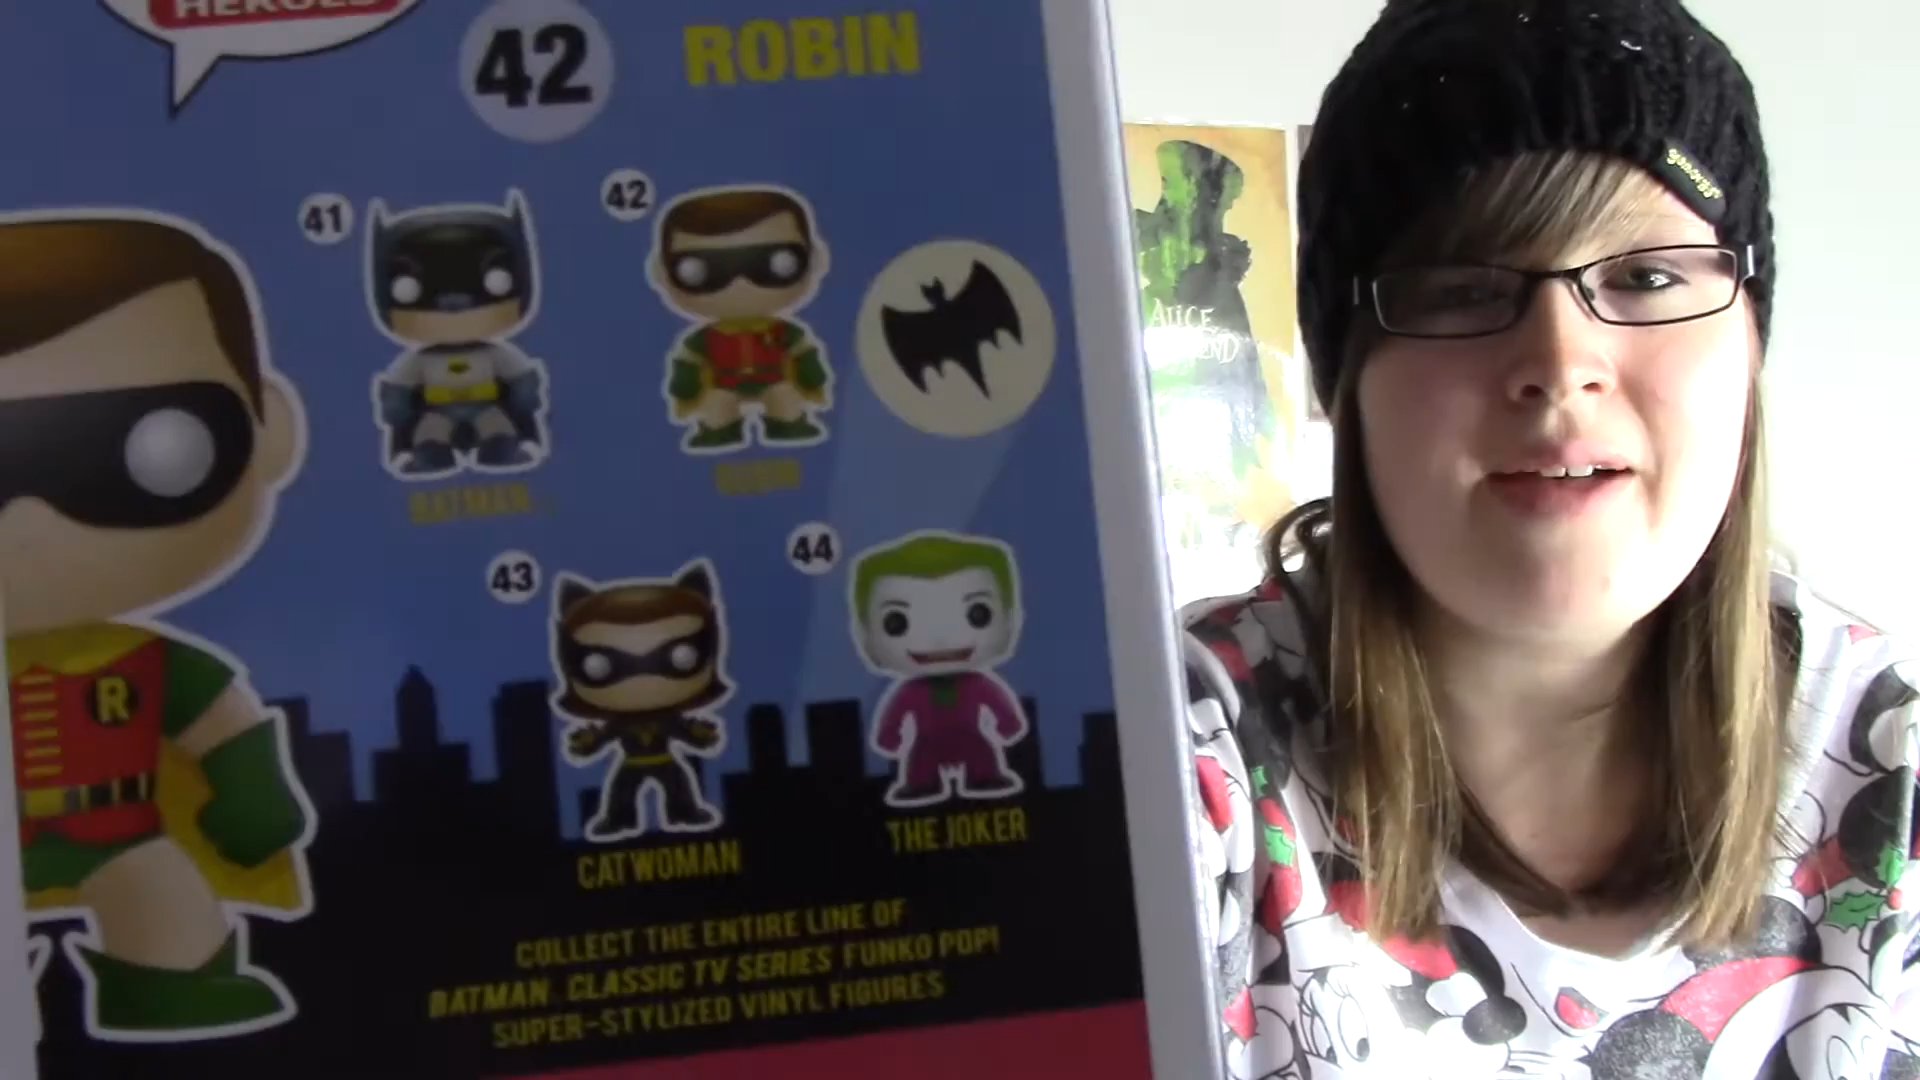 HEROES
42 ROBIN
41
42
BATMAN
ROBIN
R
43
44
CATWOMAN
THE JOKER
COLLECT THE ENTIRE LINE OF
BATMAN CLASSIC TV SERIES FUNKO POP!
SUPER-STYLIZED VINYL FIGURES
ALICE